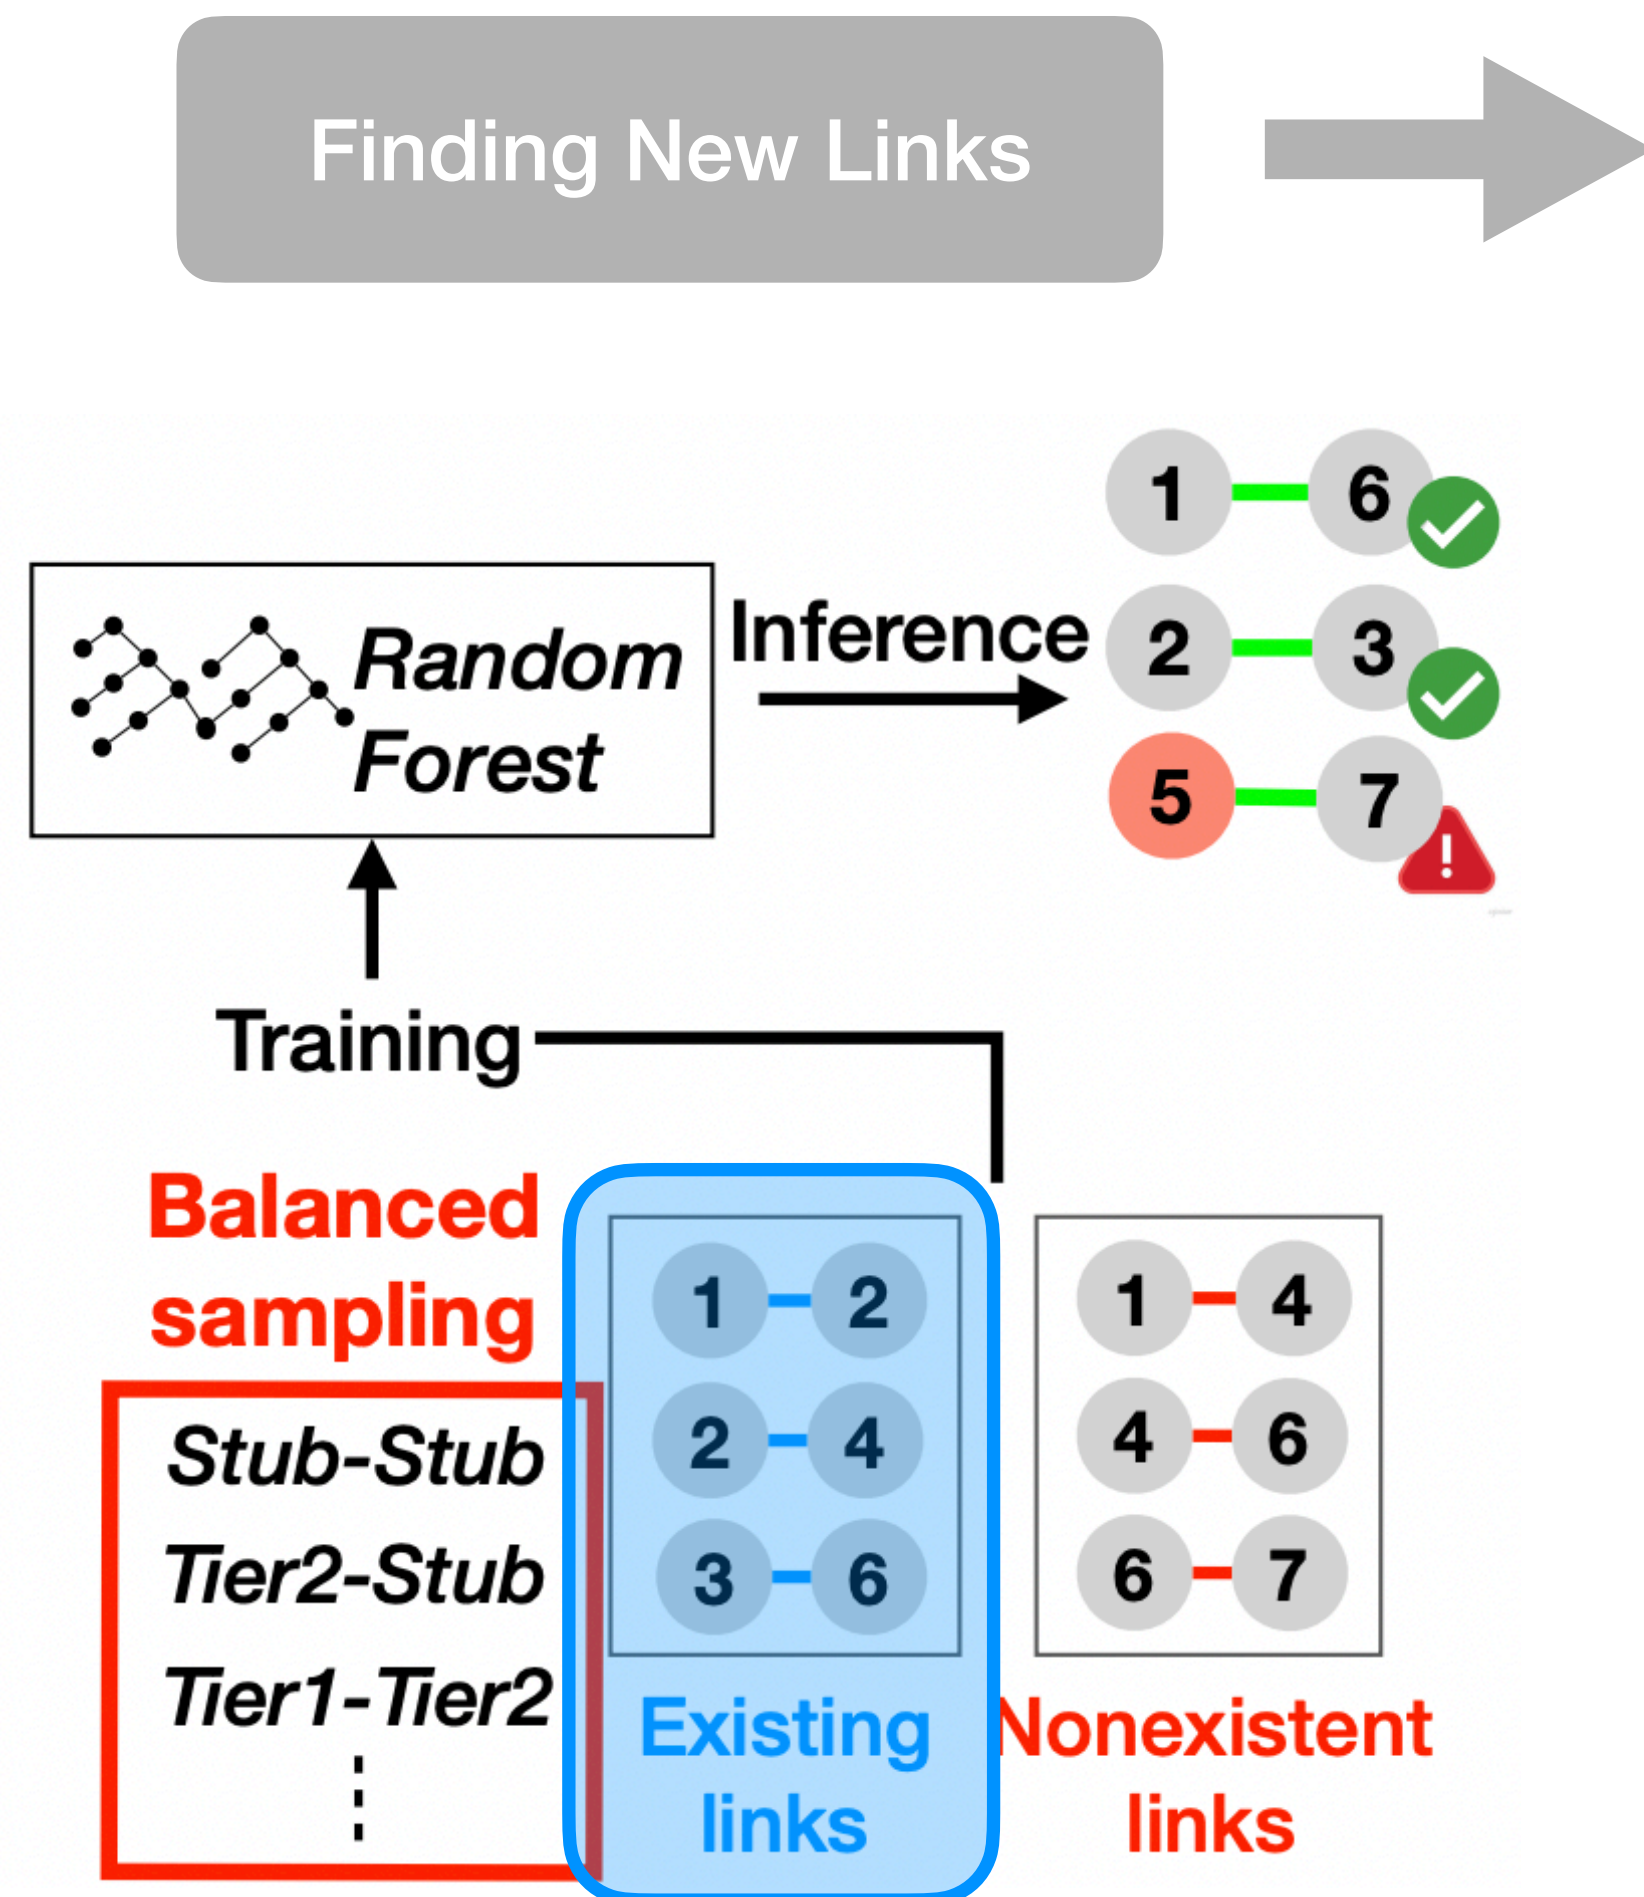 Finding New Links
1 6
2 3
5 7
!
Inference
Random
Forest
Training
Balanced
sampling
Stub-Stub
Tier2-Stub
Tier1-Tier2
1 2
2 4
3 6
Existing
links
1 4
4 6
6 7
Nonexistent
links